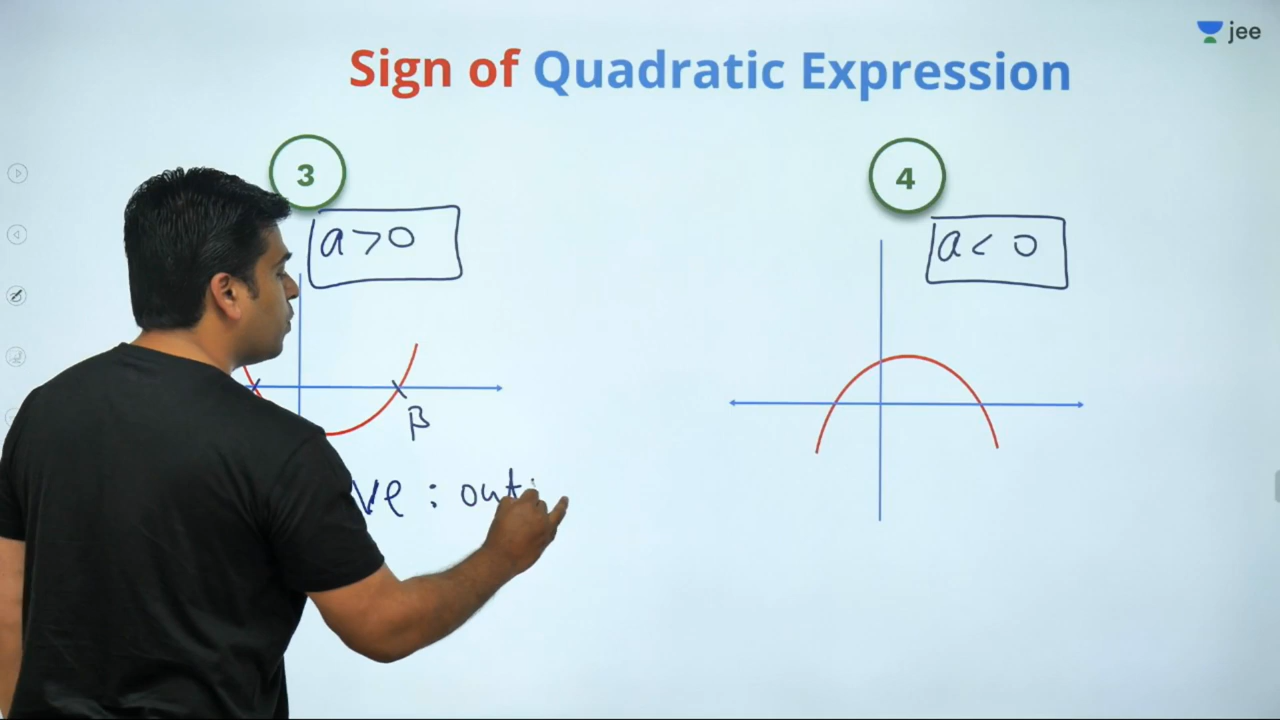 jee
Sign of Quadratic Expression
3
4
a>0
a< 0
β
ve : out